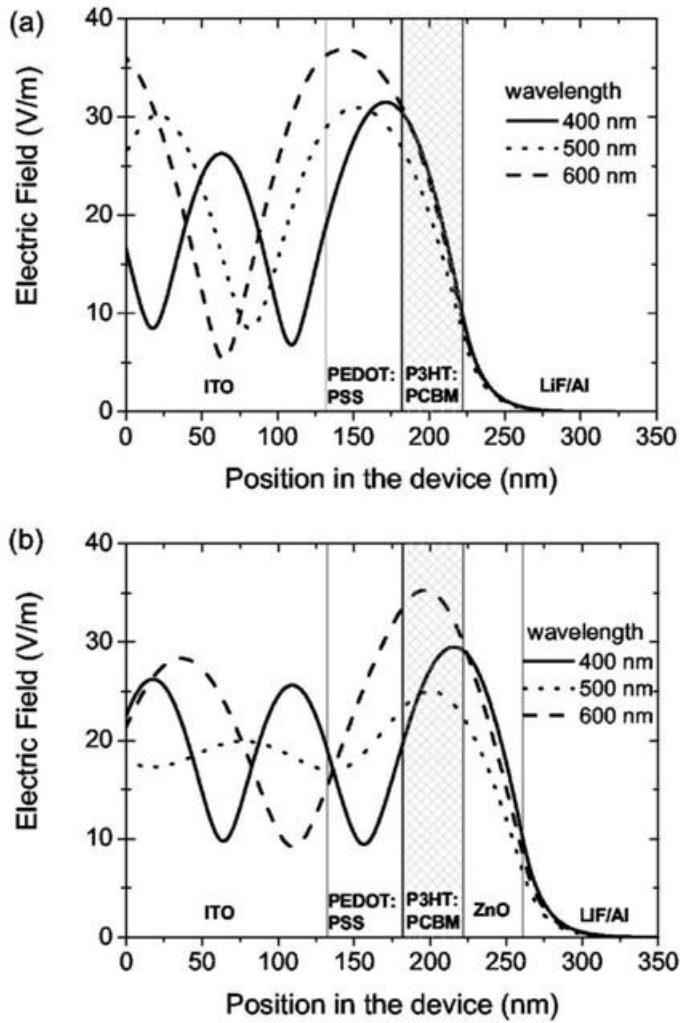 (a)
40
30
20
10
0
Electric Field (V/m)
wavelength
400 nm
500 nm
600 nm
ITO
PEDOT:
PSS
P3HT:
PCBM
LiF/Al
0 50 100 150 200 250 300 350
Position in the device (nm)
(b)
40
30
20
10
0
Electric Field (V/m)
wavelength
400 nm
500 nm
600 nm
ITO
PEDOT:
PSS
P3HT:
PCBM
ZnO
LiF/Al
0 50 100 150 200 250 300 350
Position in the device (nm)